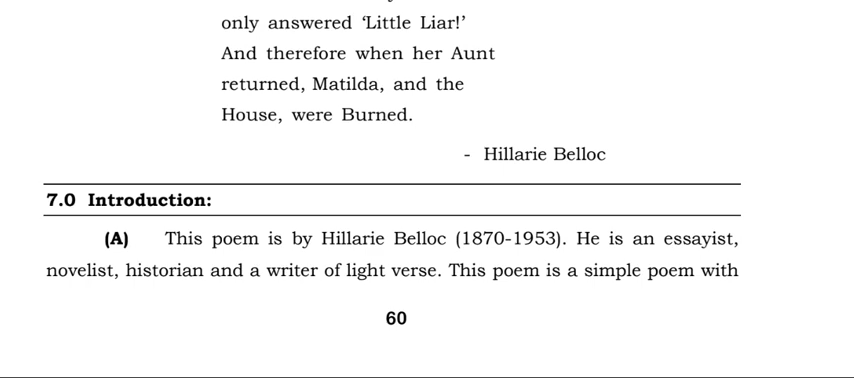 only answered ‘Little Liar!’
And therefore when her Aunt
returned, Matilda, and the
House, were Burned.
- Hillarie Belloc
7.0 Introduction:
(A) This poem is by Hillarie Belloc (1870-1953). He is an essayist,
novelist, historian and a writer of light verse. This poem is a simple poem with
60